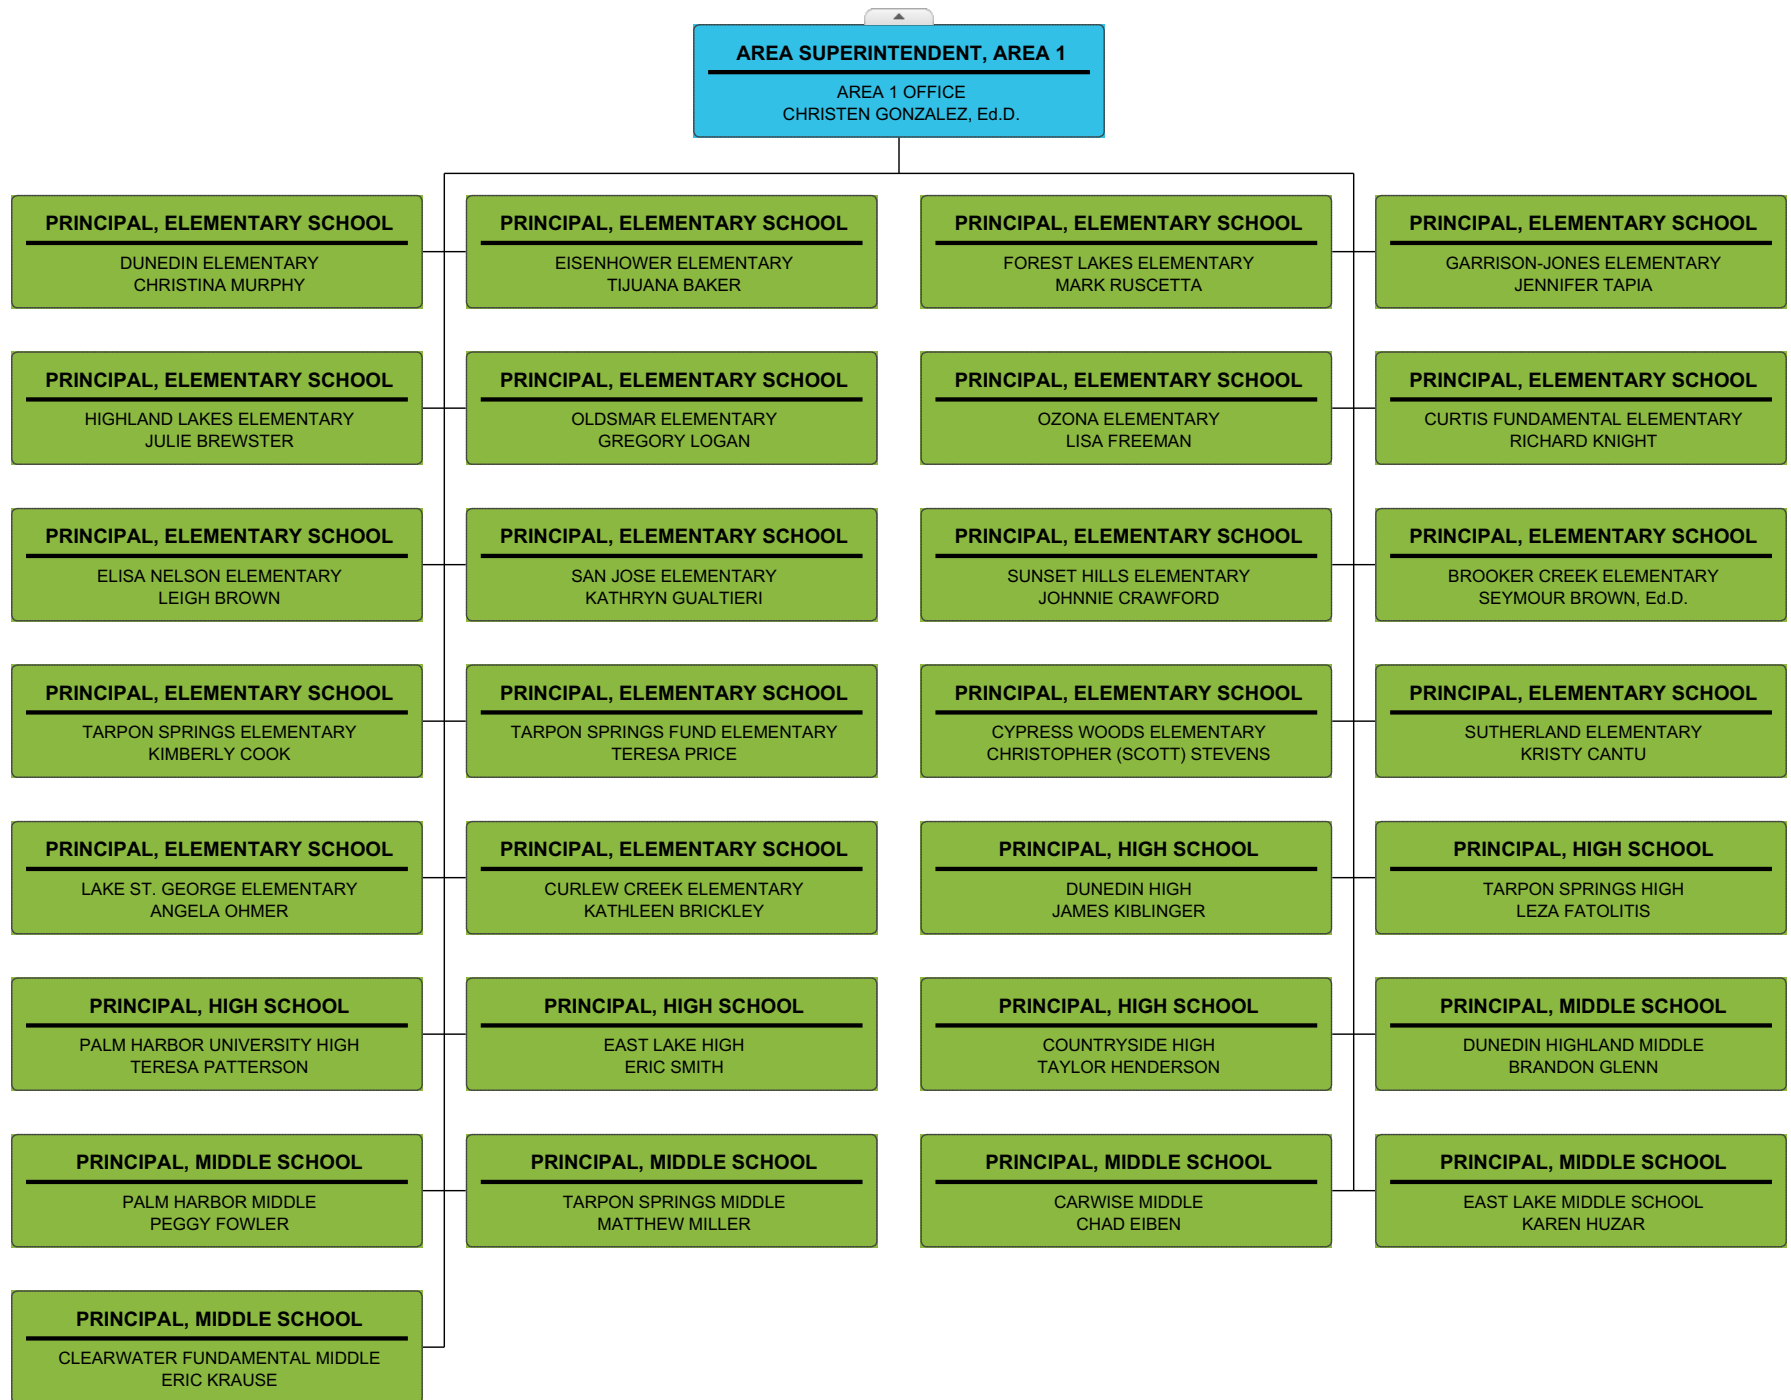 AREA SUPERINTENDENT, AREA 1
AREA 1 OFFICE
CHRISTEN GONZALEZ, Ed.D.
PRINCIPAL, ELEMENTARY SCHOOL
DUNEDIN ELEMENTARY
CHRISTINA MURPHY
PRINCIPAL, ELEMENTARY SCHOOL
EISENHOWER ELEMENTARY
TIJUANA BAKER
PRINCIPAL, ELEMENTARY SCHOOL
FOREST LAKES ELEMENTARY
MARK RUSCETTA
PRINCIPAL, ELEMENTARY SCHOOL
GARRISON-JONES ELEMENTARY
JENNIFER TAPIA
PRINCIPAL, ELEMENTARY SCHOOL
HIGHLAND LAKES ELEMENTARY
JULIE BREWSTER
PRINCIPAL, ELEMENTARY SCHOOL
OLDSMAR ELEMENTARY
GREGORY LOGAN
PRINCIPAL, ELEMENTARY SCHOOL
OZONA ELEMENTARY
LISA FREEMAN
PRINCIPAL, ELEMENTARY SCHOOL
CURTIS FUNDAMENTAL ELEMENTARY
RICHARD KNIGHT
PRINCIPAL, ELEMENTARY SCHOOL
ELISA NELSON ELEMENTARY
LEIGH BROWN
PRINCIPAL, ELEMENTARY SCHOOL
SAN JOSE ELEMENTARY
KATHRYN GUALTIERI
PRINCIPAL, ELEMENTARY SCHOOL
SUNSET HILLS ELEMENTARY
JOHNNIE CRAWFORD
PRINCIPAL, ELEMENTARY SCHOOL
BROOKER CREEK ELEMENTARY
SEYMOUR BROWN, Ed.D.
PRINCIPAL, ELEMENTARY SCHOOL
TARPON SPRINGS ELEMENTARY
KIMBERLY COOK
PRINCIPAL, ELEMENTARY SCHOOL
TARPON SPRINGS FUND ELEMENTARY
TERESA PRICE
PRINCIPAL, ELEMENTARY SCHOOL
CYPRESS WOODS ELEMENTARY
CHRISTOPHER (SCOTT) STEVENS
PRINCIPAL, ELEMENTARY SCHOOL
SUTHERLAND ELEMENTARY
KRISTY CANTU
PRINCIPAL, ELEMENTARY SCHOOL
LAKE ST. GEORGE ELEMENTARY
ANGELA OHMER
PRINCIPAL, ELEMENTARY SCHOOL
CURLEW CREEK ELEMENTARY
KATHLEEN BRICKLEY
PRINCIPAL, HIGH SCHOOL
DUNEDIN HIGH
JAMES KIBLINGER
PRINCIPAL, HIGH SCHOOL
TARPON SPRINGS HIGH
LEZA FATOLITIS
PRINCIPAL, HIGH SCHOOL
PALM HARBOR UNIVERSITY HIGH
TERESA PATTERSON
PRINCIPAL, HIGH SCHOOL
EAST LAKE HIGH
ERIC SMITH
PRINCIPAL, HIGH SCHOOL
COUNTRYSIDE HIGH
TAYLOR HENDERSON
PRINCIPAL, MIDDLE SCHOOL
DUNEDIN HIGHLAND MIDDLE
BRANDON GLENN
PRINCIPAL, MIDDLE SCHOOL
PALM HARBOR MIDDLE
PEGGY FOWLER
PRINCIPAL, MIDDLE SCHOOL
TARPON SPRINGS MIDDLE
MATTHEW MILLER
PRINCIPAL, MIDDLE SCHOOL
CARWISE MIDDLE
CHAD EIBEN
PRINCIPAL, MIDDLE SCHOOL
EAST LAKE MIDDLE SCHOOL
KAREN HUZAR
PRINCIPAL, MIDDLE SCHOOL
CLEARWATER FUNDAMENTAL MIDDLE
ERIC KRAUSE